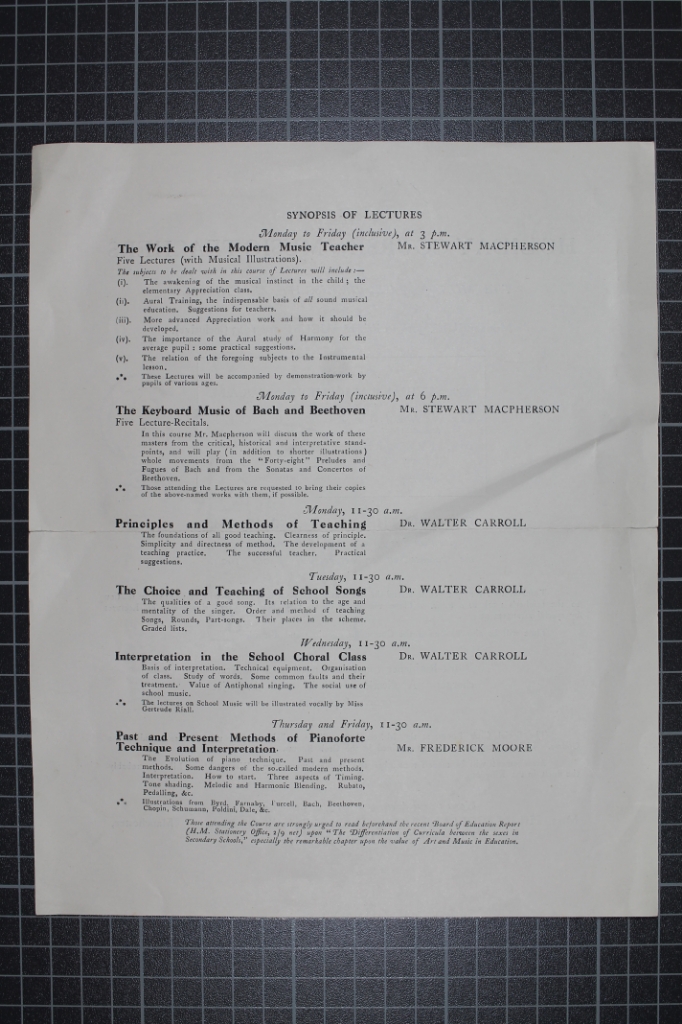 SYNOPSIS OF LECTURES
Monday to Friday (inclusive), at 3 p.m.
The Work of the Modern Music Teacher MR. STEWART MACPHERSON
Five Lectures (with Musical Illustrations).
The subjects to be dealt with in this course of Lectures will include:—
(i). The awakening of the musical instinct in the child; the
elementary Appreciation class.
(ii). Aural Training, the indispensable basis of all sound musical
education. Suggestions for teachers.
(iii). More advanced Appreciation work and how it should be
developed.
(iv). The importance of the Aural study of Harmony for the
average pupil: some practical suggestions.
(v). The relation of the foregoing subjects to the Instrumental
lesson.
⁂ These Lectures will be accompanied by demonstration-work by
pupils of various ages.
Monday to Friday (inclusive), at 6 p.m.
The Keyboard Music of Bach and Beethoven MR. STEWART MACPHERSON
Five Lecture-Recitals.
In this course Mr. Macpherson will discuss the work of these
masters from the critical, historical and interpretative stand-
points, and will play (in addition to shorter illustrations)
whole movements from the "Forty-eight" Preludes and
Fugues of Bach and from the Sonatas and Concertos of
Beethoven.
⁂ Those attending the Lectures are requested to bring their copies
of the above-named works with them, if possible.
Monday, 11-30 a.m.
Principles and Methods of Teaching DR. WALTER CARROLL
The foundations of all good teaching. Clearness of principle.
Simplicity and directness of method. The development of a
teaching practice. The successful teacher. Practical
suggestions.
Tuesday, 11-30 a.m.
The Choice and Teaching of School Songs DR. WALTER CARROLL
The qualities of a good song. Its relation to the age and
mentality of the singer. Order and method of teaching
Songs, Rounds, Part-songs. Their places in the scheme.
Graded lists.
Wednesday, 11-30 a.m.
Interpretation in the School Choral Class DR. WALTER CARROLL
Basis of interpretation. Technical equipment. Organisation
of class. Study of words. Some common faults and their
treatment. Value of Antiphonal singing. The social use of
school music.
⁂ The lectures on School Music will be illustrated vocally by Miss
Gertrude Riall.
Thursday and Friday, 11-30 a.m.
Past and Present Methods of Pianoforte
Technique and Interpretation. MR. FREDERICK MOORE
The Evolution of piano technique. Past and present
methods. Some dangers of the so-called modern methods.
Interpretation. How to start. Three aspects of Timing.
Tone shading. Melodic and Harmonic Blending. Rubato,
Pedalling, &c.
⁂ Illustrations from Byrd, Farnaby, Purcell, Bach, Beethoven,
Chopin, Schumann, Poldini, Dale, &c.
Those attending the Course are strongly urged to read beforehand the recent Board of Education Report
(H.M. Stationery Office, 1/9 net) upon "The Differentiation of Curricula between the sexes in
Secondary Schools," especially the remarkable chapter upon the value of Art and Music in Education.